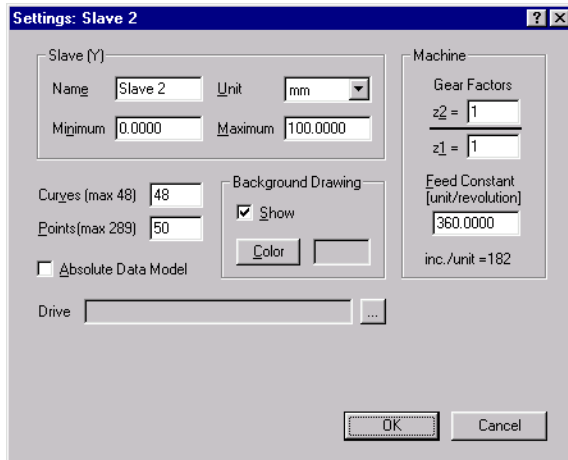 Settings: Slave 2
Slave (Y)
Name Slave 2 Unit mm
Minimum 0.0000 Maximum 100.0000
Machine
Gear Factors
z2 = 1
z1 = 1
Feed Constant
[unit/revolution]
360.0000
inc./unit =182
Curves (max 48) 48
Points(max 289) 50
Absolute Data Model
Background Drawing
Show
Color
Drive ...
OK Cancel